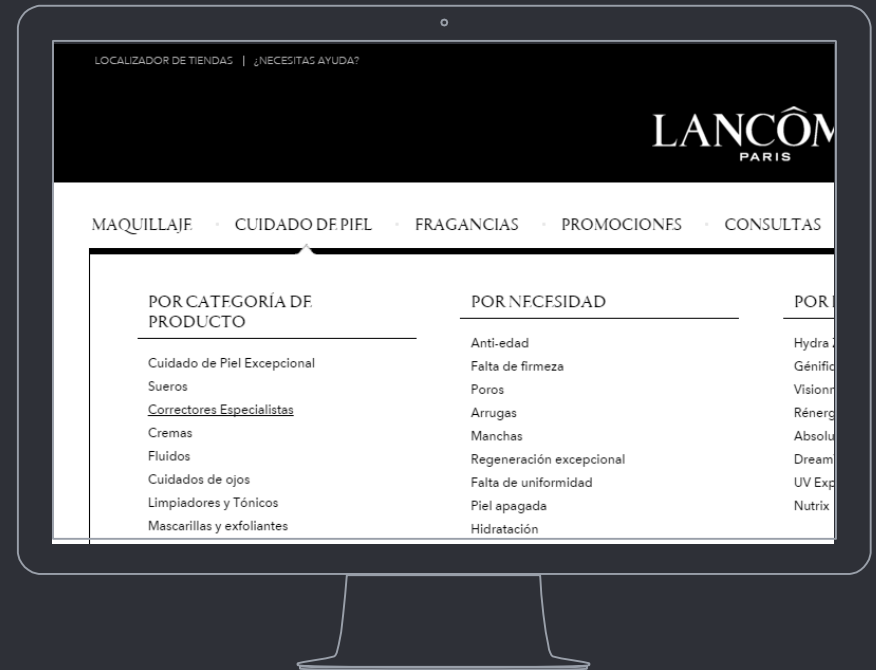 LOCALIZADOR DE TIENDAS | ¿NECESITAS AYUDA?
LANCÔM
PARIS
MAQUILLAJE · CUIDADO DE PIEL · FRAGANCIAS · PROMOCIONES · CONSULTAS
POR CATEGORÍA DE
PRODUCTO
Cuidado de Piel Excepcional
Sueros
Correctores Especialistas
Cremas
Fluidos
Cuidados de ojos
Limpiadores y Tónicos
Mascarillas y exfoliantes
POR NECESIDAD
Anti-edad
Falta de firmeza
Poros
Arrugas
Manchas
Regeneración excepcional
Falta de uniformidad
Piel apagada
Hidratación
POR
Hydra
Génific
Vision
Rénerg
Absolu
Dream
UV Exp
Nutrix